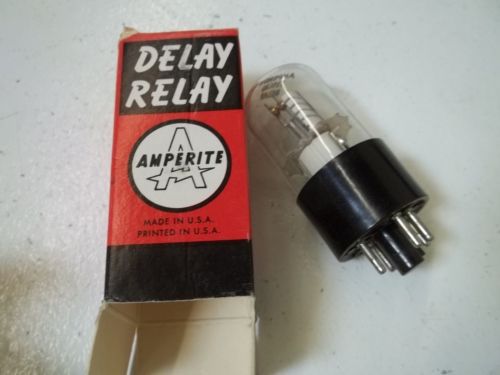 DELAY
RELAY
AMPERITE
MADE IN U.S.A.
PRINTED IN U.S.A.